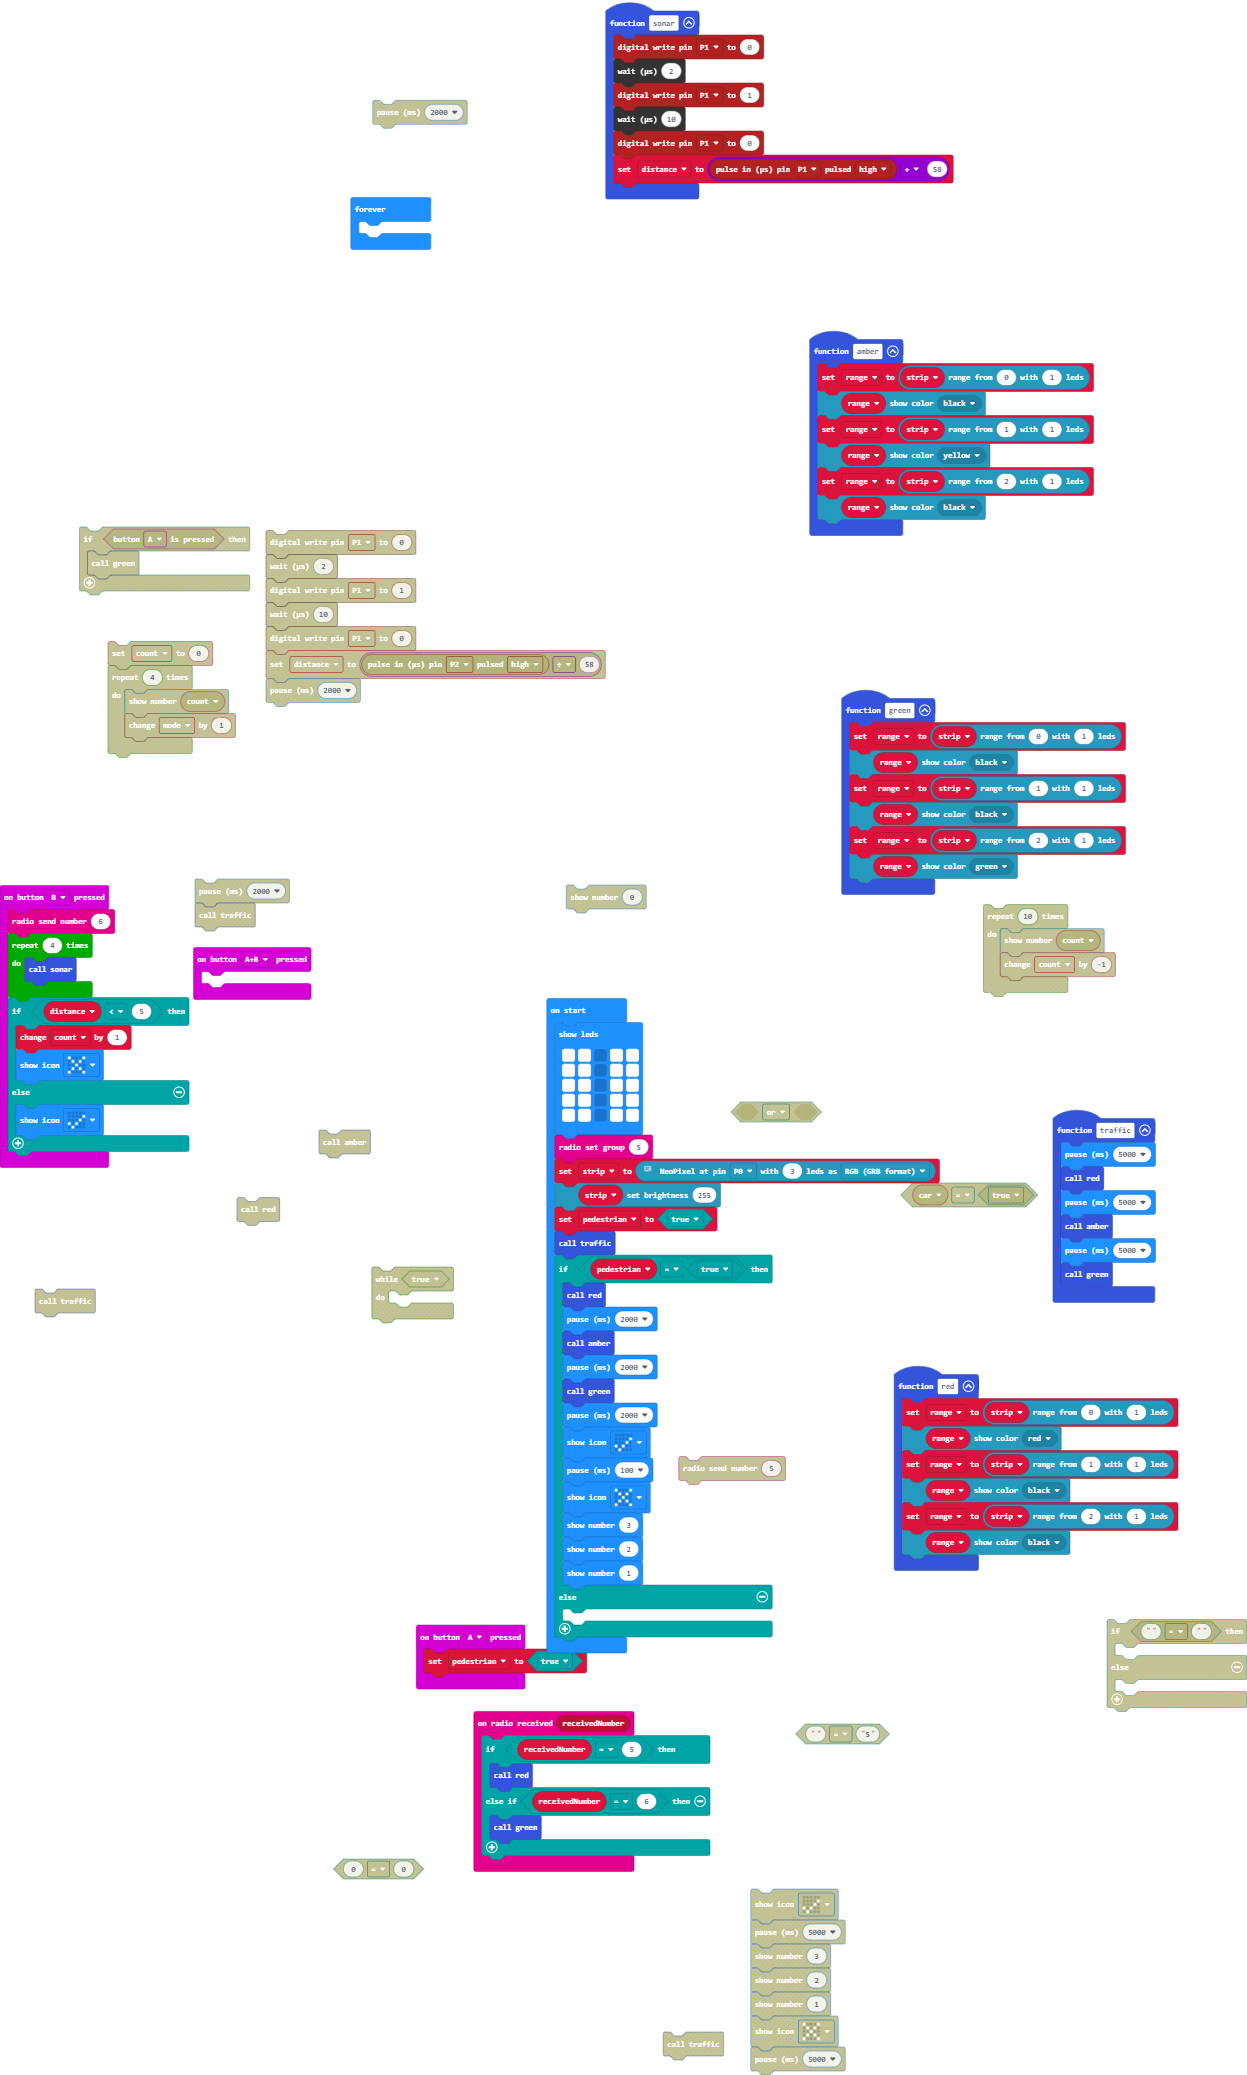 function sonar
digital write pin P1 to 0
wait (µs) 2
digital write pin P1 to 1
wait (µs) 10
digital write pin P1 to 0
set distance to pulse in (µs) pin P1 pulsed high ÷ 58
pause (ms) 2000
forever
function amber
set range to strip range from 0 with 1 leds
range show color black
set range to strip range from 1 with 1 leds
range show color yellow
set range to strip range from 2 with 1 leds
range show color black
if button A is pressed then
call green
digital write pin P1 to 0
wait (µs) 2
digital write pin P1 to 1
wait (µs) 10
digital write pin P1 to 0
set distance to pulse in (µs) pin P2 pulsed high ÷ 58
pause (ms) 2000
set count to 0
repeat 4 times
do
show number count
change mode by 1
function green
set range to strip range from 0 with 1 leds
range show color black
set range to strip range from 1 with 1 leds
range show color black
set range to strip range from 2 with 1 leds
range show color green
on button B pressed
radio send number 6
repeat 4 times
do call sonar
if distance < 5 then
change count by 1
show icon
else
show icon
pause (ms) 2000
call traffic
on button A+B pressed
show number 0
repeat 10 times
do
show number count
change count by -1
call amber
call red
call traffic
while true
do
on start
show leds
radio set group 5
set strip to NeoPixel at pin P0 with 3 leds as RGB (GRB format)
strip set brightness 255
set pedestrian to true
call traffic
if pedestrian = true then
call red
pause (ms) 2000
call amber
pause (ms) 2000
call green
pause (ms) 2000
show icon
pause (ms) 100
show icon
show number 3
show number 2
show number 1
else
or
car = true
function traffic
pause (ms) 5000
call red
pause (ms) 5000
call amber
pause (ms) 5000
call green
function red
set range to strip range from 0 with 1 leds
range show color red
set range to strip range from 1 with 1 leds
range show color black
set range to strip range from 2 with 1 leds
range show color black
radio send number 5
on button A pressed
set pedestrian to true
if "" = "" then
else
on radio received receivedNumber
if receivedNumber = 5 then
call red
else if receivedNumber = 6 then
call green
"" = "5"
0 = 0
show icon
pause (ms) 5000
show number 3
show number 2
show number 1
show icon
pause (ms) 5000
call traffic